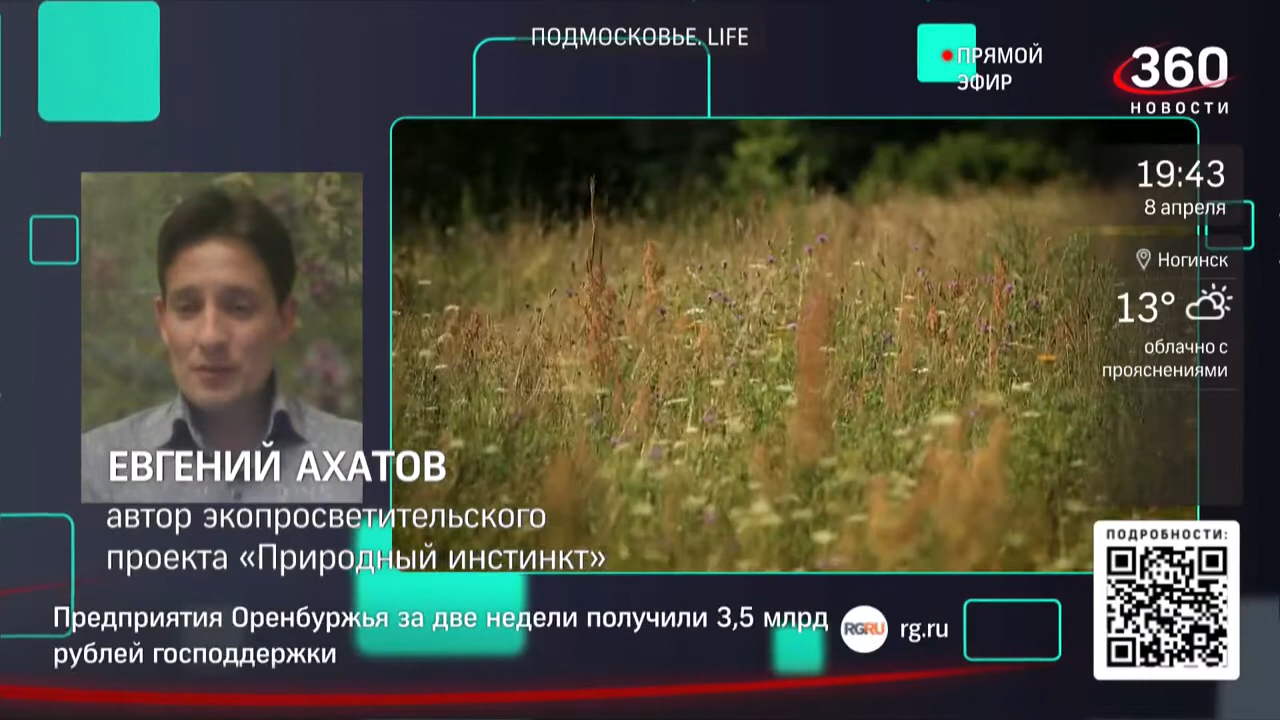 ПОДМОСКОВЬЕ. LIFE
ПРЯМОЙ
ЭФИР
360
НОВОСТИ
19:43
8 апреля
Ногинск
13°
облачно с
прояснениями
ЕВГЕНИЙ АХАТОВ
автор экопросветительского
проекта «Природный инстинкт»
ПОДРОБНОСТИ:
Предприятия Оренбуржья за две недели получили 3,5 млрд
рублей господдержки
RGRU rg.ru